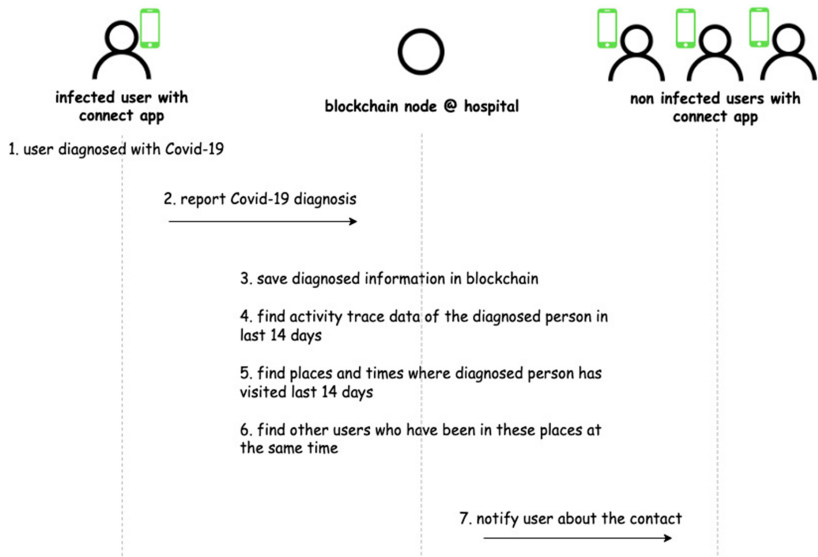 infected user with
connect app
blockchain node @ hospital
non infected users with
connect app
1. user diagnosed with Covid-19
2. report Covid-19 diagnosis
3. save diagnosed information in blockchain
4. find activity trace data of the diagnosed person in
last 14 days
5. find places and times where diagnosed person has
visited last 14 days
6. find other users who have been in these places at
the same time
7. notify user about the contact